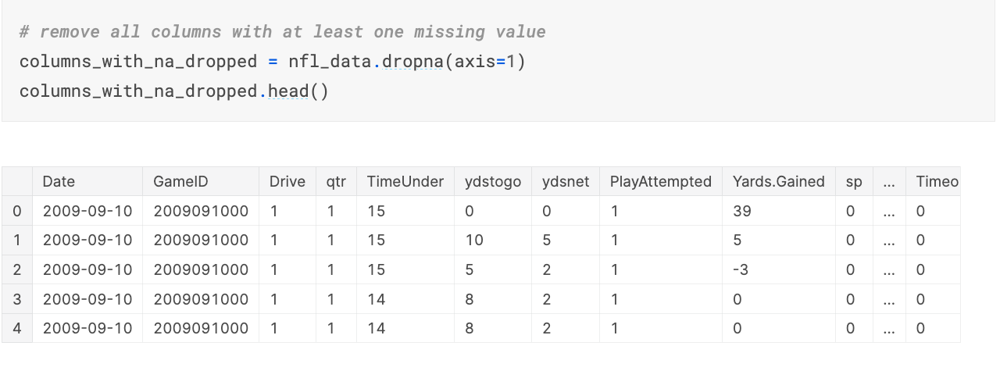 # remove all columns with at least one missing value
columns_with_na_dropped = nfl_data.dropna(axis=1)
columns_with_na_dropped.head()
Date GameID Drive qtr TimeUnder ydstogo ydsnet PlayAttempted Yards.Gained sp ... Timeo
0 2009-09-10 2009091000 1 1 15 0 0 1 39 0 ... 0
1 2009-09-10 2009091000 1 1 15 10 5 1 5 0 ... 0
2 2009-09-10 2009091000 1 1 15 5 2 1 -3 0 ... 0
3 2009-09-10 2009091000 1 1 14 8 2 1 0 0 ... 0
4 2009-09-10 2009091000 1 1 14 8 2 1 0 0 ... 0